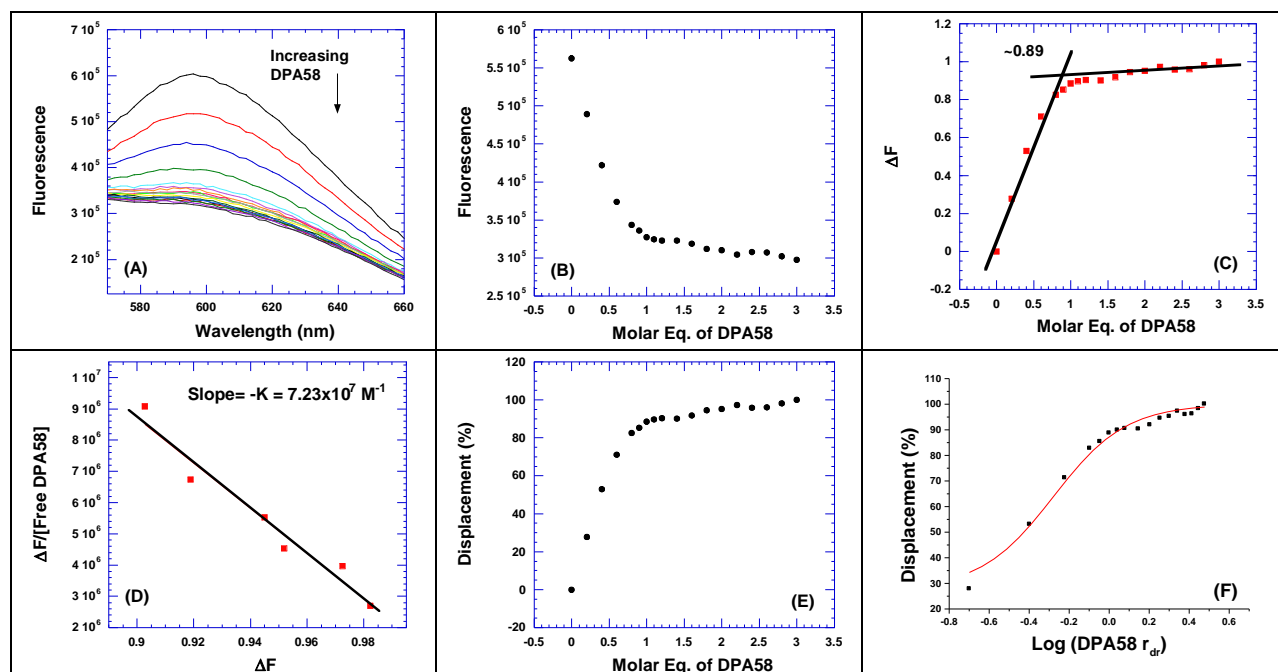 7 10⁵
6 10⁵
5 10⁵
4 10⁵
3 10⁵
2 10⁵
Fluorescence
Increasing
DPA58
(A)
580 600 620 640 660
Wavelength (nm)
6 10⁵
5.5 10⁵
5 10⁵
4.5 10⁵
4 10⁵
3.5 10⁵
3 10⁵
2.5 10⁵
Fluorescence
(B)
-0.5 0 0.5 1 1.5 2 2.5 3 3.5
Molar Eq. of DPA58
1.2
1
0.8
0.6
0.4
0.2
0
-0.2
ΔF
~0.89
(C)
-0.5 0 0.5 1 1.5 2 2.5 3 3.5
Molar Eq. of DPA58
1 10⁷
9 10⁶
8 10⁶
7 10⁶
6 10⁶
5 10⁶
4 10⁶
3 10⁶
2 10⁶
ΔF/[Free DPA58]
Slope= -K = 7.23x10⁷ M⁻¹
(D)
0.9 0.92 0.94 0.96 0.98
ΔF
120
100
80
60
40
20
0
-20
Displacement (%)
(E)
-0.5 0 0.5 1 1.5 2 2.5 3 3.5
Molar Eq. of DPA58
110
100
90
80
70
60
50
40
30
20
Displacement (%)
(F)
-0.8 -0.6 -0.4 -0.2 0.0 0.2 0.4 0.6
Log (DPA58 r_dr)